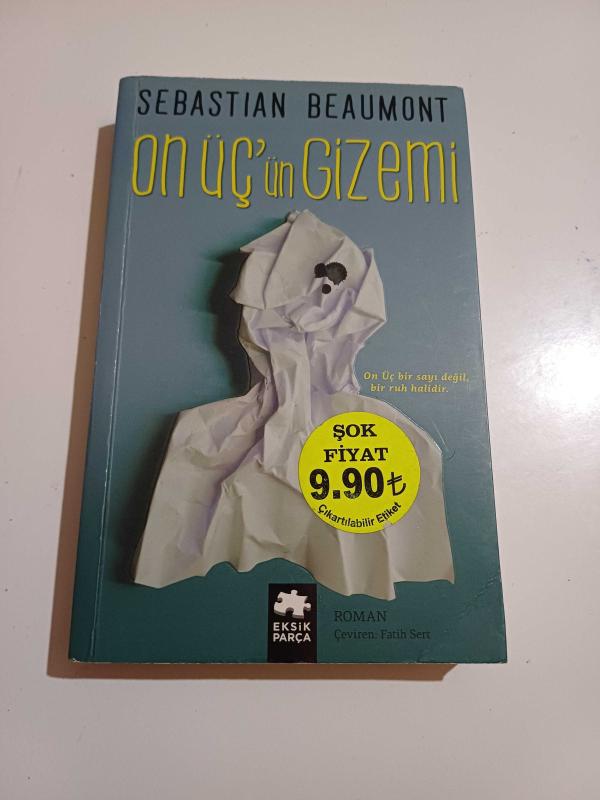 SEBASTIAN BEAUMONT
On üç'ün Gizemi
On Üç bir sayı değil,
bir ruh halidir.
ŞOK
FİYAT
9.90₺
Çıkartılabilir Etiket
EKSİK
PARÇA
ROMAN
Çeviren: Fatih Sert